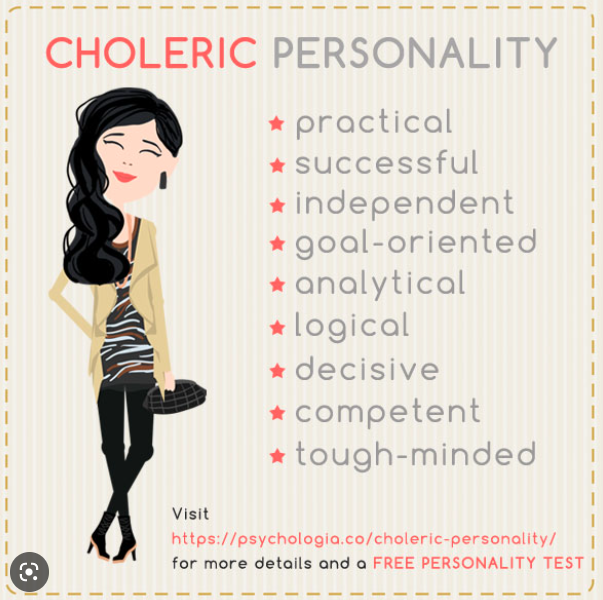 CHOLERIC PERSONALITY
practical
successful
independent
goal-oriented
analytical
logical
decisive
competent
tough-minded
Visit
https://psychologia.co/choleric-personality/
for more details and a FREE PERSONALITY TEST